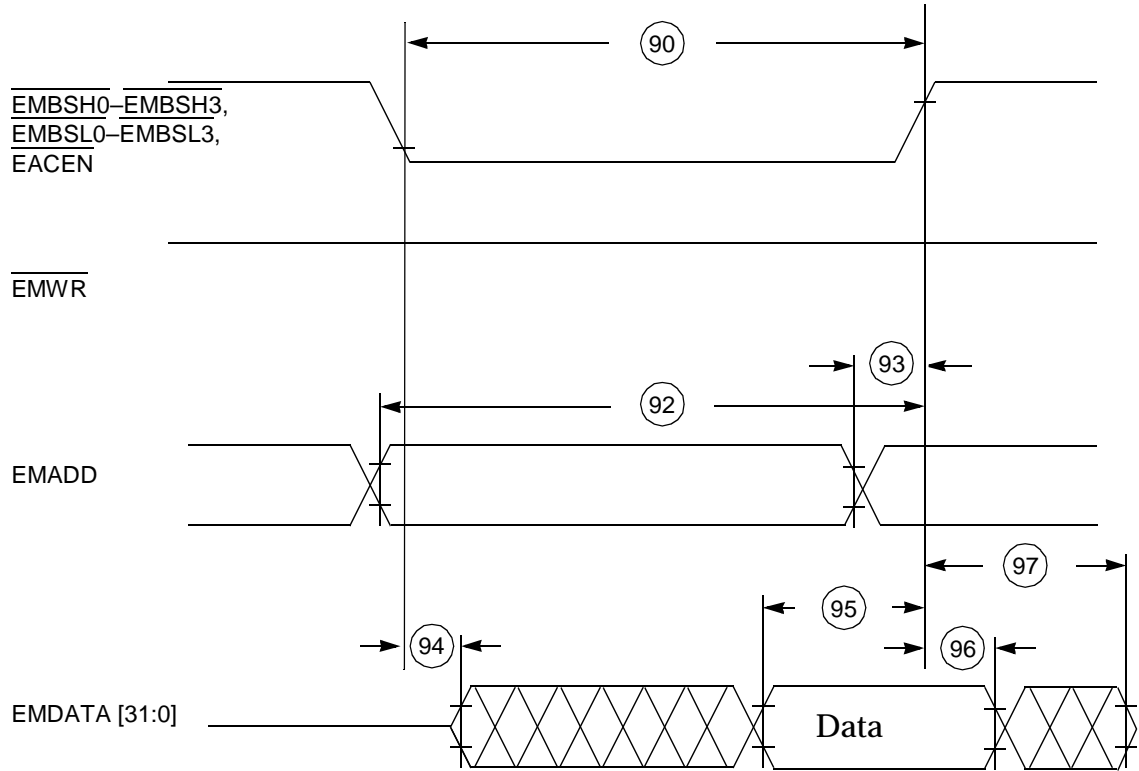 90
EMBSH0–EMBSH3,
EMBSL0–EMBSL3,
EACEN
EMWR
93
92
EMADD
97
95
94
96
EMDATA [31:0]
Data